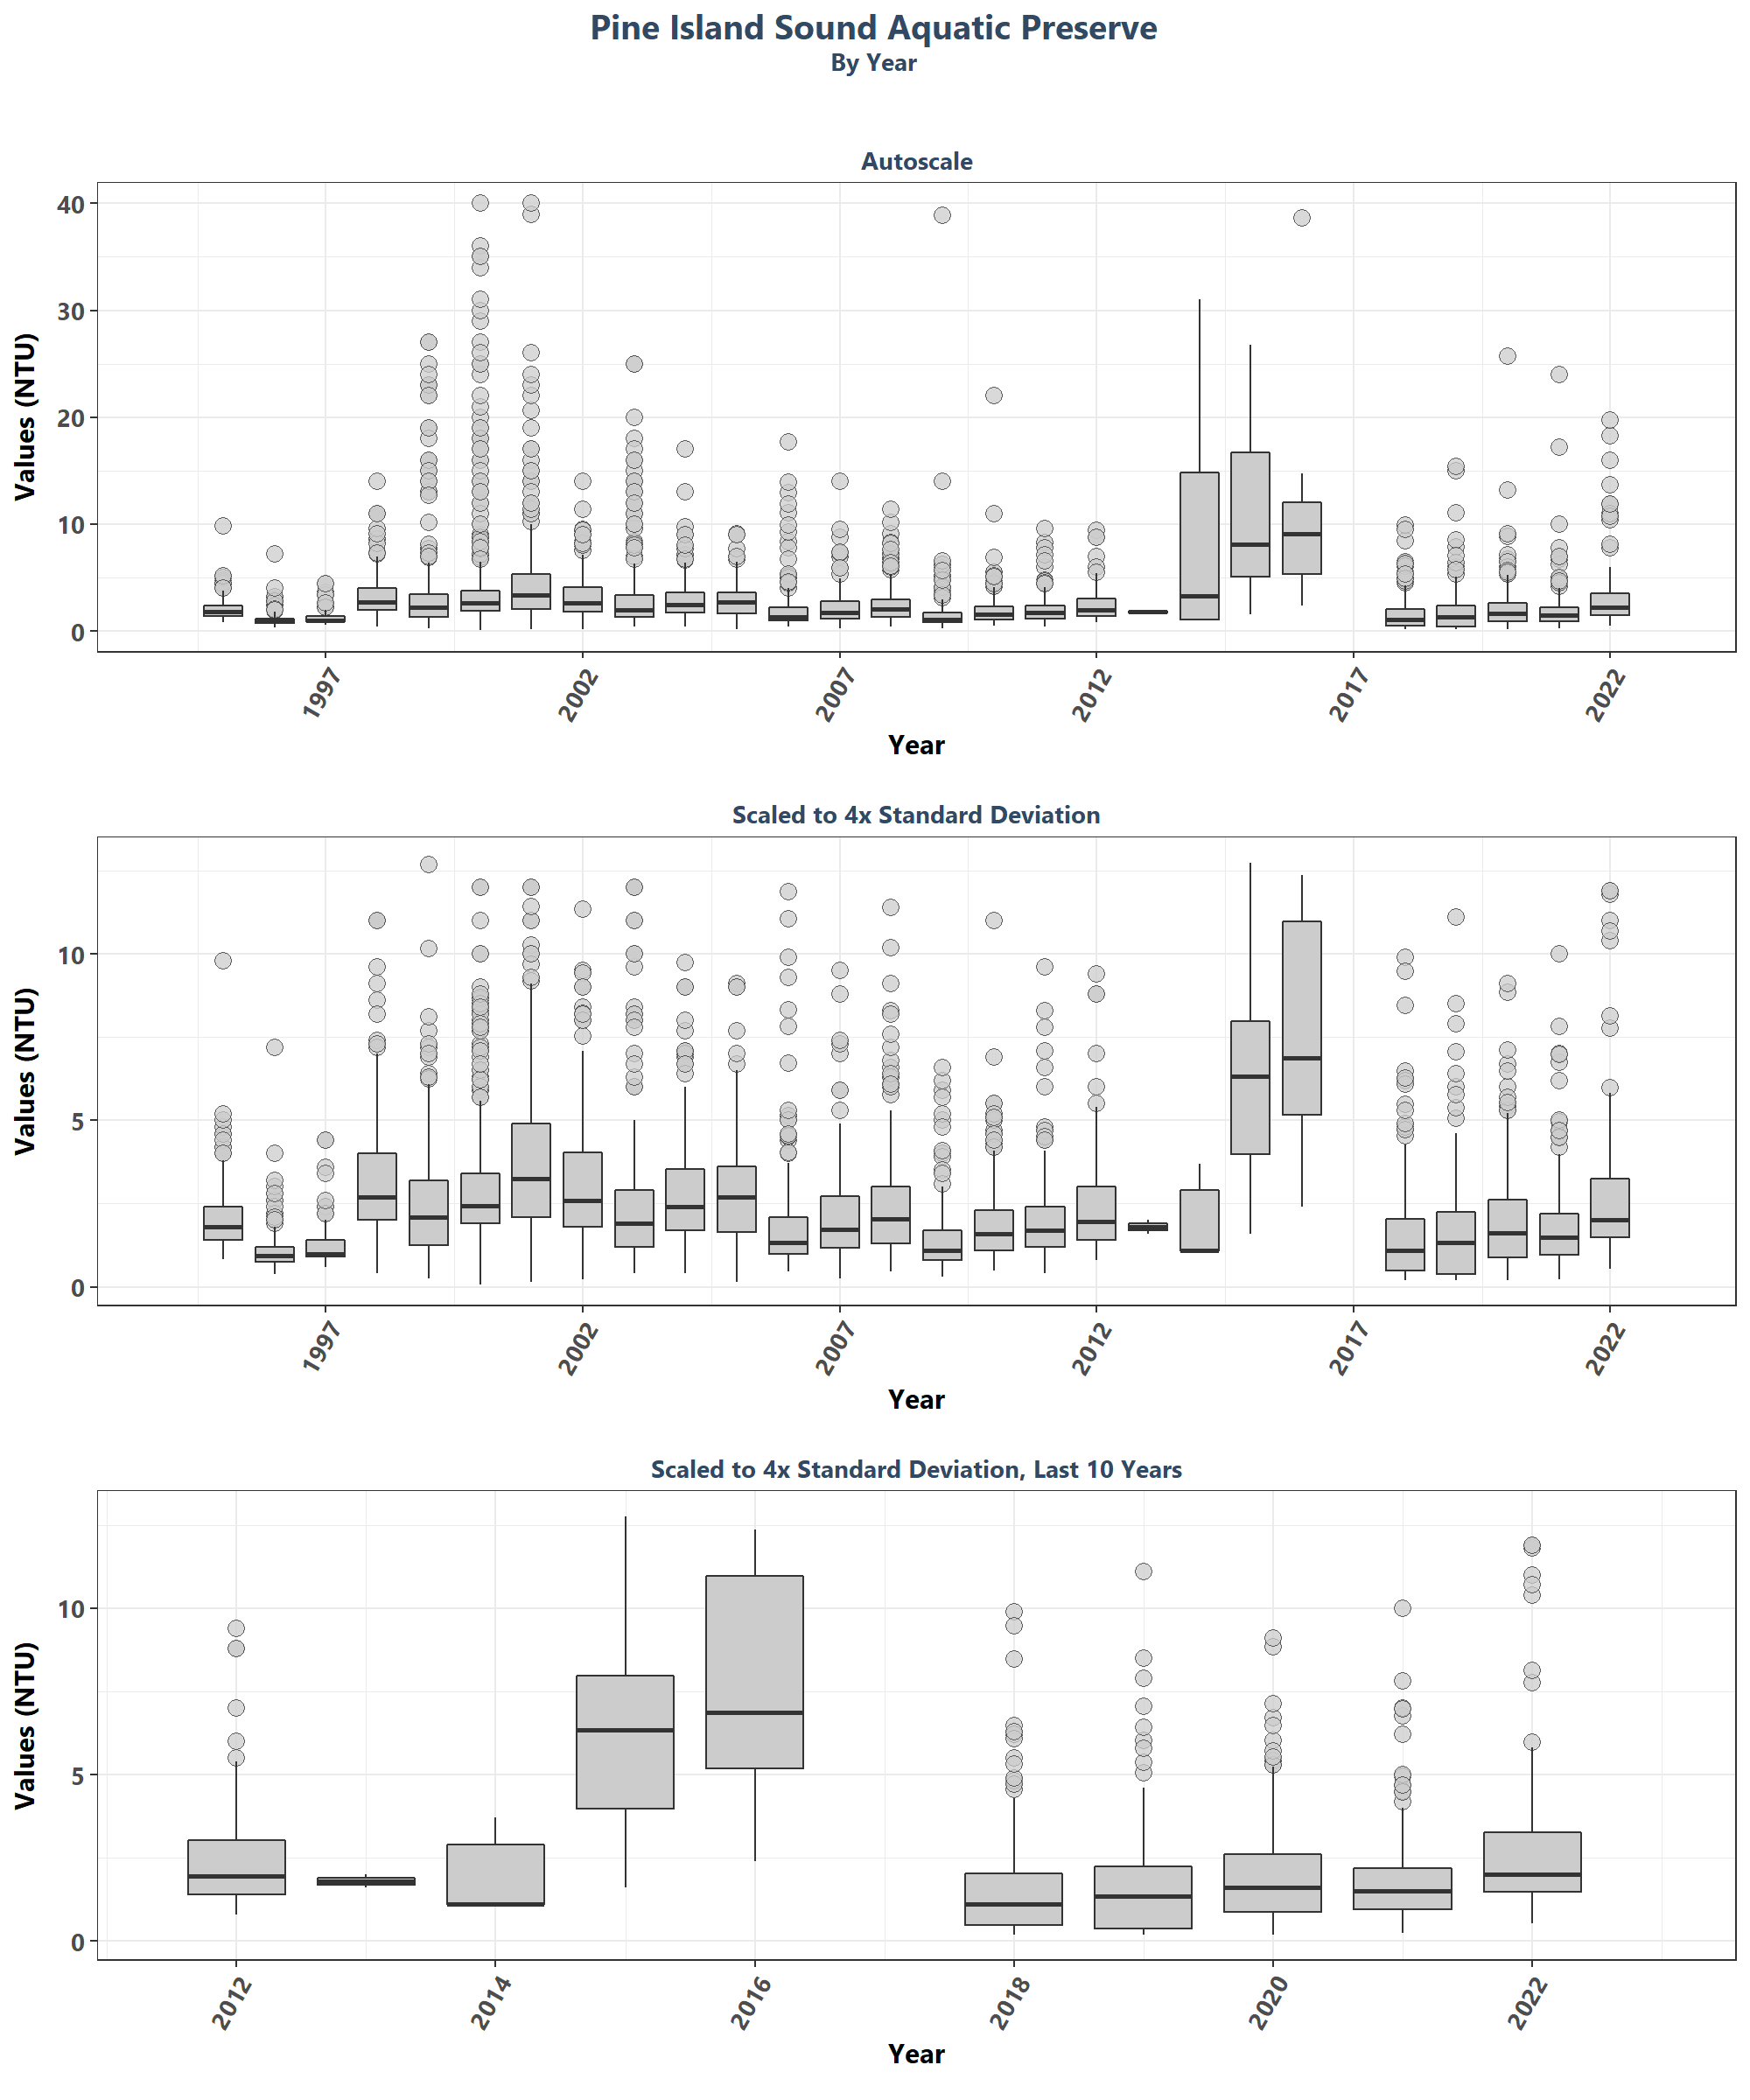 Pine Island Sound Aquatic Preserve
By Year
Autoscale
Values (NTU)
40
30
20
10
0
1997 2002 2007 2012 2017 2022
Year
Scaled to 4x Standard Deviation
Values (NTU)
10
5
0
1997 2002 2007 2012 2017 2022
Year
Scaled to 4x Standard Deviation, Last 10 Years
Values (NTU)
10
5
0
2012 2014 2016 2018 2020 2022
Year